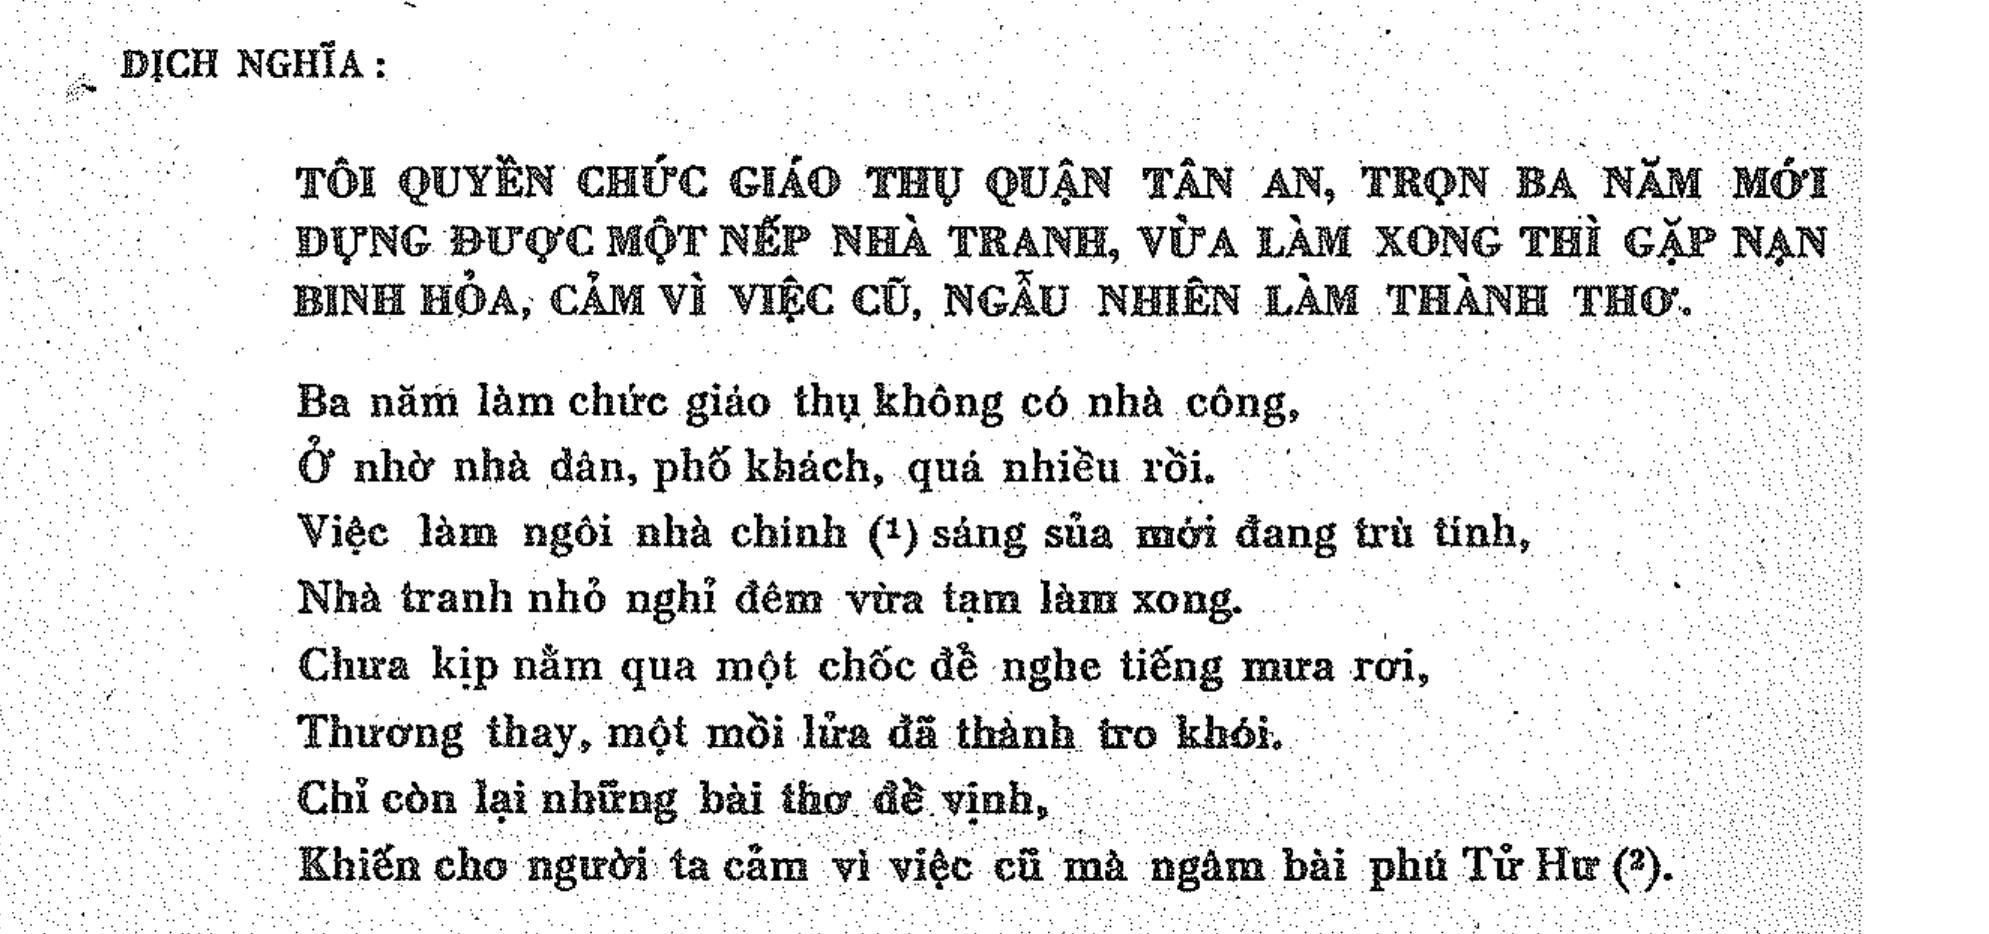 DỊCH NGHĨA :
TÔI QUYỀN CHỨC GIÁO THỤ QUẬN TÂN AN, TRỌN BA NĂM MỚI
DỰNG ĐƯỢC MỘT NẾP NHÀ TRANH, VỪA LÀM XONG THÌ GẶP NẠN
BINH HỎA, CẢM VÌ VIỆC CŨ, NGẪU NHIÊN LÀM THÀNH THƠ.
Ba năm làm chức giáo thụ không có nhà công,
Ở nhờ nhà dân, phố khách, quá nhiều rồi.
Việc làm ngôi nhà chính (1) sáng sủa mới đang trù tính,
Nhà tranh nhỏ nghỉ đêm vừa tạm làm xong.
Chưa kịp nằm qua một chốc để nghe tiếng mưa rơi,
Thương thay, một mồi lửa đã thành tro khói.
Chỉ còn lại những bài thơ đề vịnh,
Khiến cho người ta cảm vì việc cũ mà ngâm bài phú Tử Hư (2).